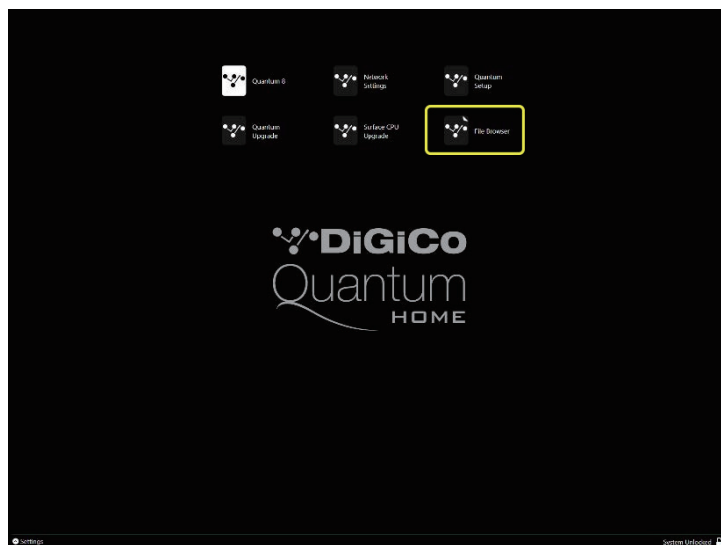 Quantum 8
Network
Settings
Quantum
Setup
Quantum
Upgrade
Surface CPU
Upgrade
File Browser
DiGiCo
Quantum
HOME
Settings
System Unlocked